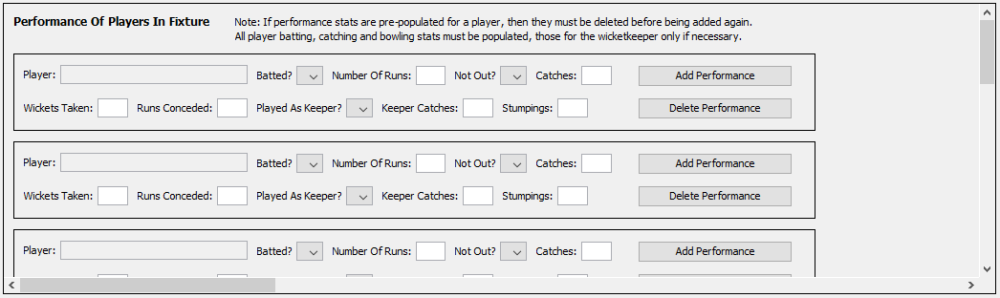 Performance Of Players In Fixture
Note: If performance stats are pre-populated for a player, then they must be deleted before being added again.
All player batting, catching and bowling stats must be populated, those for the wicketkeeper only if necessary.
Player: Batted? Number Of Runs: Not Out? Catches: Add Performance
Wickets Taken: Runs Conceded: Played As Keeper? Keeper Catches: Stumpings: Delete Performance
Player: Batted? Number Of Runs: Not Out? Catches: Add Performance
Wickets Taken: Runs Conceded: Played As Keeper? Keeper Catches: Stumpings: Delete Performance
Player: Batted? Number Of Runs: Not Out? Catches: Add Performance